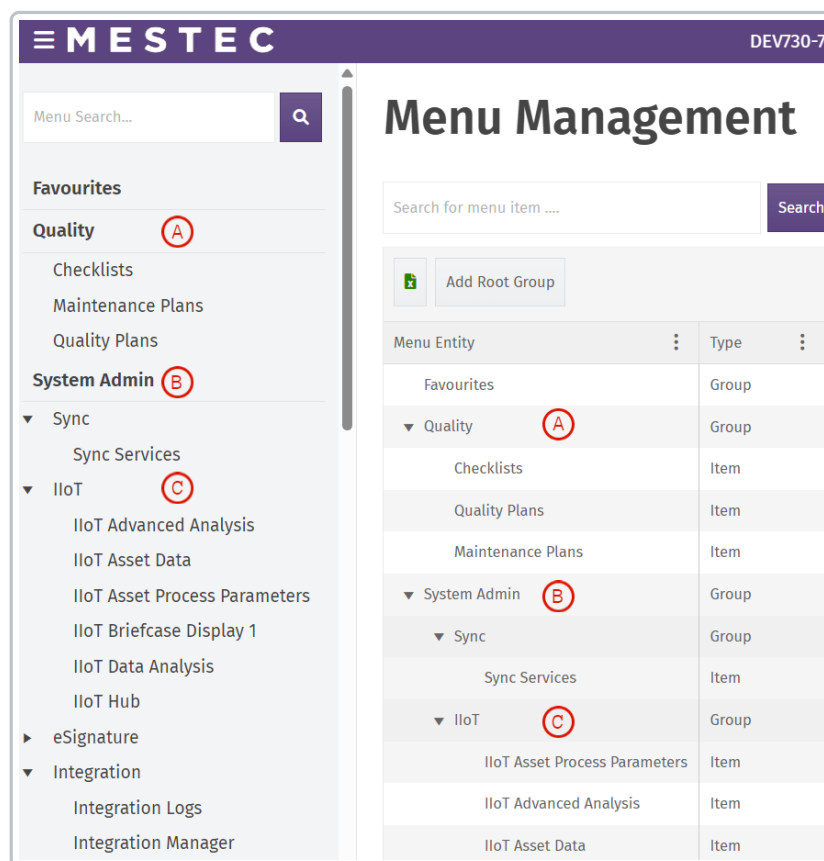 MESTEC
DEV730-7
Menu Search...
Favourites
Quality A
Checklists
Maintenance Plans
Quality Plans
System Admin B
Sync
Sync Services
IIoT C
IIoT Advanced Analysis
IIoT Asset Data
IIoT Asset Process Parameters
IIoT Briefcase Display 1
IIoT Data Analysis
IIoT Hub
eSignature
Integration
Integration Logs
Integration Manager
Menu Management
Search for menu item ....
Search
Add Root Group
Menu Entity Type
Favourites Group
Quality A Group
Checklists Item
Quality Plans Item
Maintenance Plans Item
System Admin B Group
Sync Group
Sync Services Item
IIoT C Group
IIoT Asset Process Parameters Item
IIoT Advanced Analysis Item
IIoT Asset Data Item